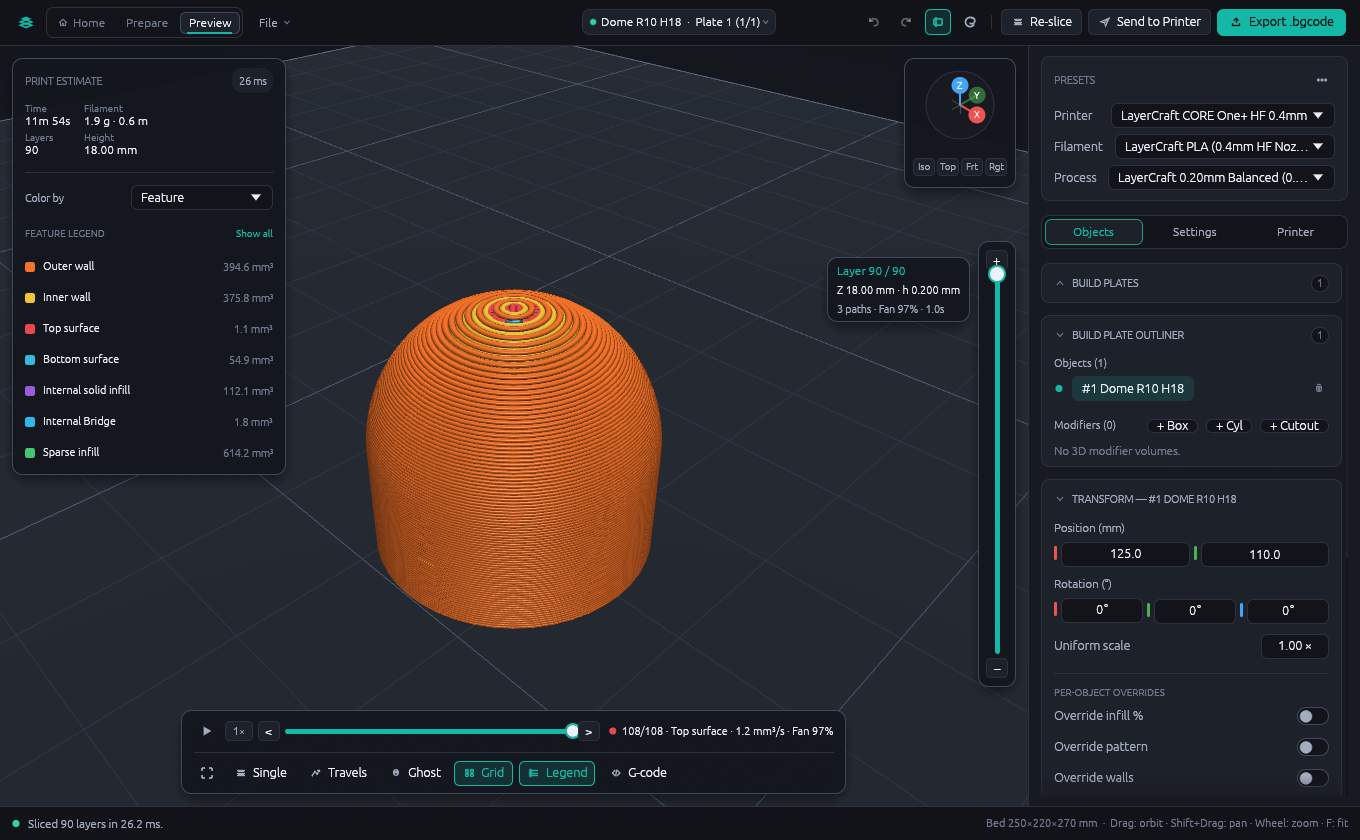 Home Prepare Preview File
Dome R10 H18 · Plate 1 (1/1)
Re-slice Send to Printer Export .bgcode
PRINT ESTIMATE 26 ms
Time Filament
11m 54s 1.9 g · 0.6 m
Layers Height
90 18.00 mm
Color by Feature
FEATURE LEGEND Show all
Outer wall 394.6 mm³
Inner wall 375.8 mm³
Top surface 1.1 mm³
Bottom surface 54.9 mm³
Internal solid infill 112.1 mm³
Internal Bridge 1.8 mm³
Sparse infill 614.2 mm³
Z
Y
X
Iso Top Frt Rgt
+
Layer 90 / 90
Z 18.00 mm · h 0.200 mm
3 paths · Fan 97% · 1.0s
−
1× < > 108/108 · Top surface · 1.2 mm³/s · Fan 97%
Single Travels Ghost Grid Legend G-code
PRESETS
Printer LayerCraft CORE One+ HF 0.4mm
Filament LayerCraft PLA (0.4mm HF Noz…
Process LayerCraft 0.20mm Balanced (0.…
Objects Settings Printer
BUILD PLATES 1
BUILD PLATE OUTLINER 1
Objects (1)
#1 Dome R10 H18
Modifiers (0) + Box + Cyl + Cutout
No 3D modifier volumes.
TRANSFORM — #1 DOME R10 H18
Position (mm)
125.0 110.0
Rotation (°)
0° 0° 0°
Uniform scale 1.00 ×
PER-OBJECT OVERRIDES
Override infill %
Override pattern
Override walls
Sliced 90 layers in 26.2 ms.
Bed 250×220×270 mm · Drag: orbit · Shift+Drag: pan · Wheel: zoom · F: fit